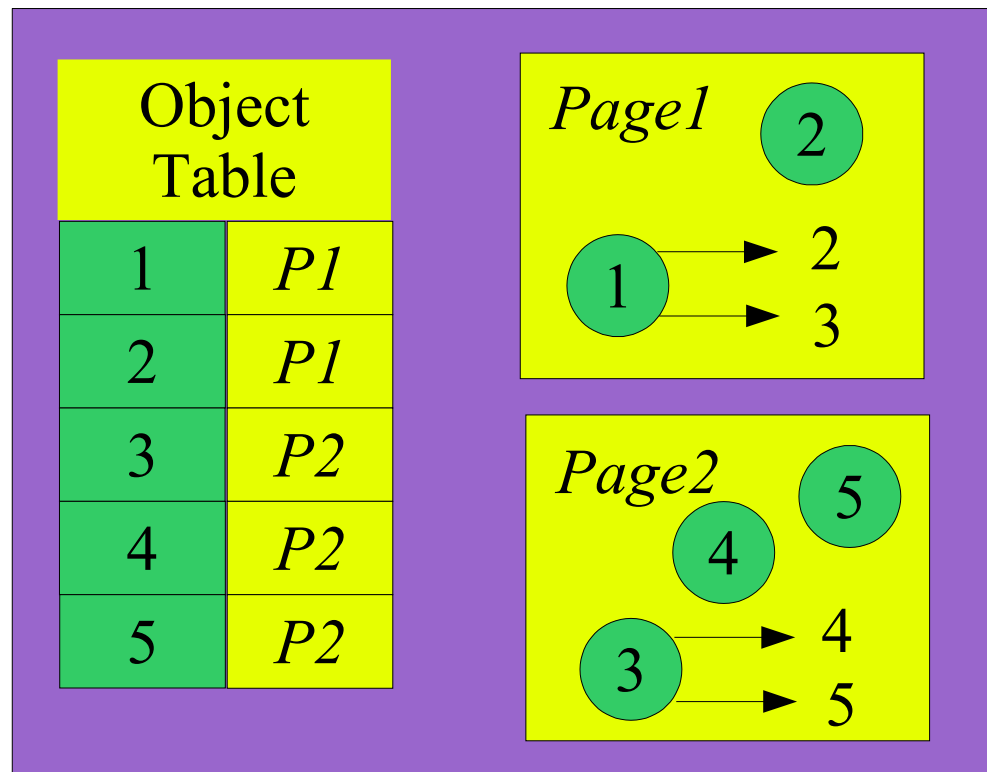 Object
Table
1 P1
2 P1
3 P2
4 P2
5 P2
Page1
2
1 2
3
Page2
5
4
4
3
5